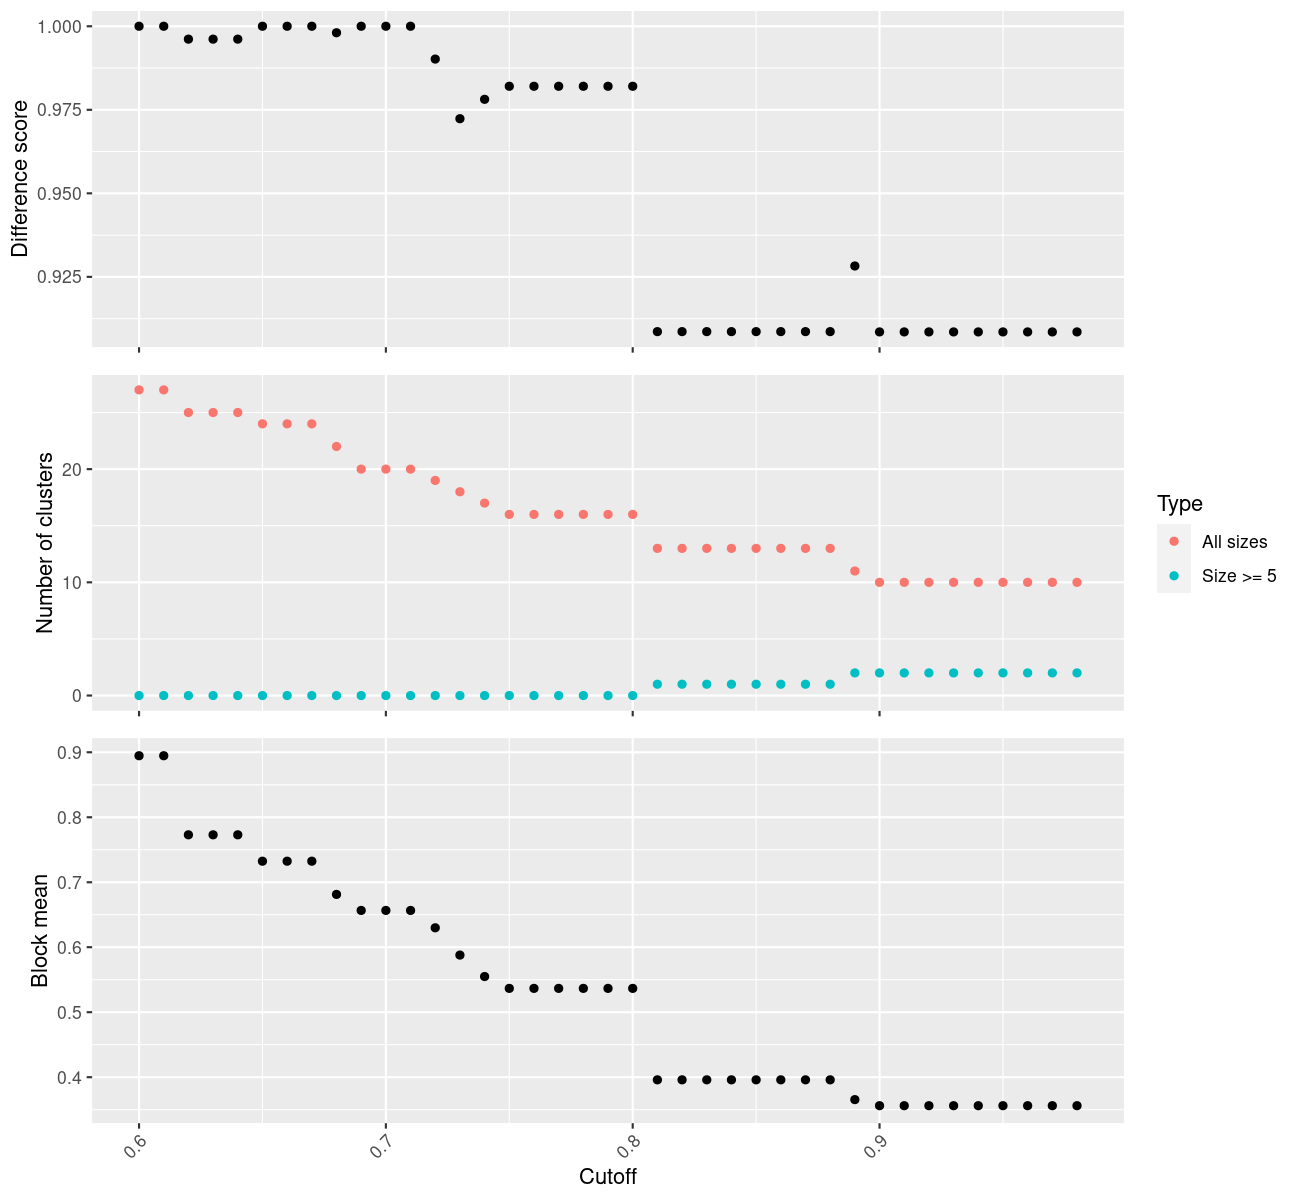 Difference score
1.000
0.975
0.950
0.925
Number of clusters
20
10
0
Type
All sizes
Size >= 5
Block mean
0.9
0.8
0.7
0.6
0.5
0.4
0.6 0.7 0.8 0.9
Cutoff